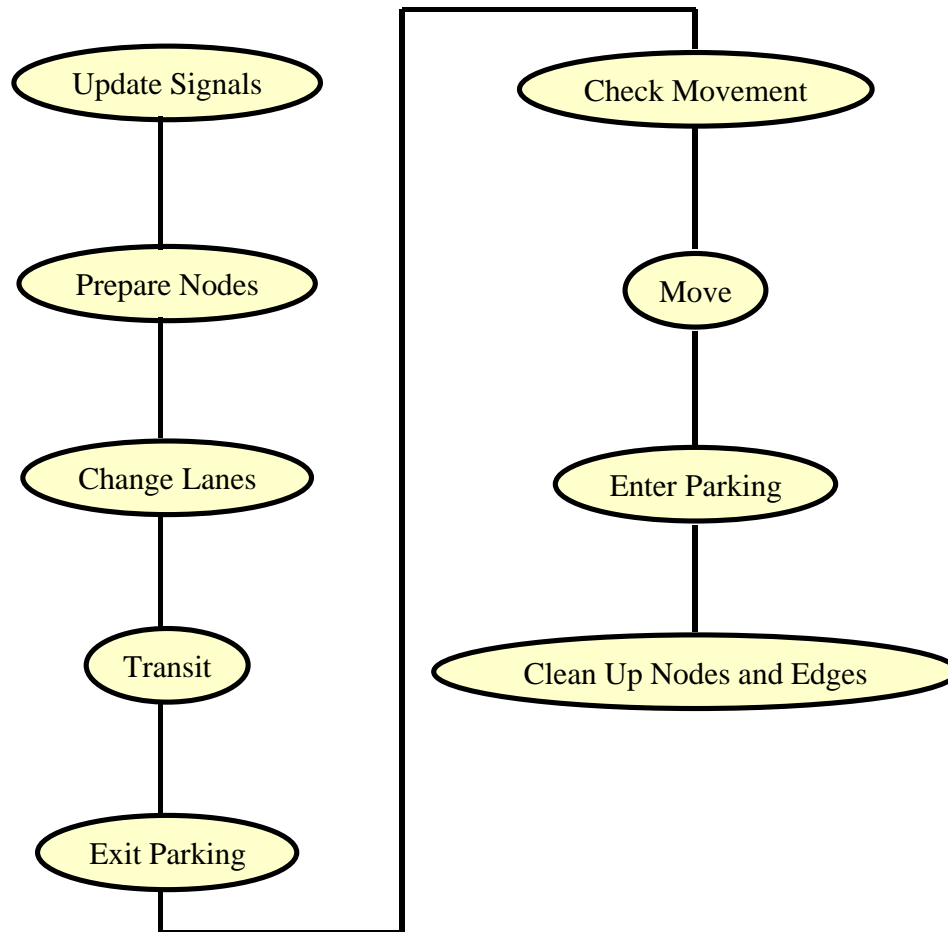 Update Signals
Prepare Nodes
Change Lanes
Transit
Exit Parking
Check Movement
Move
Enter Parking
Clean Up Nodes and Edges